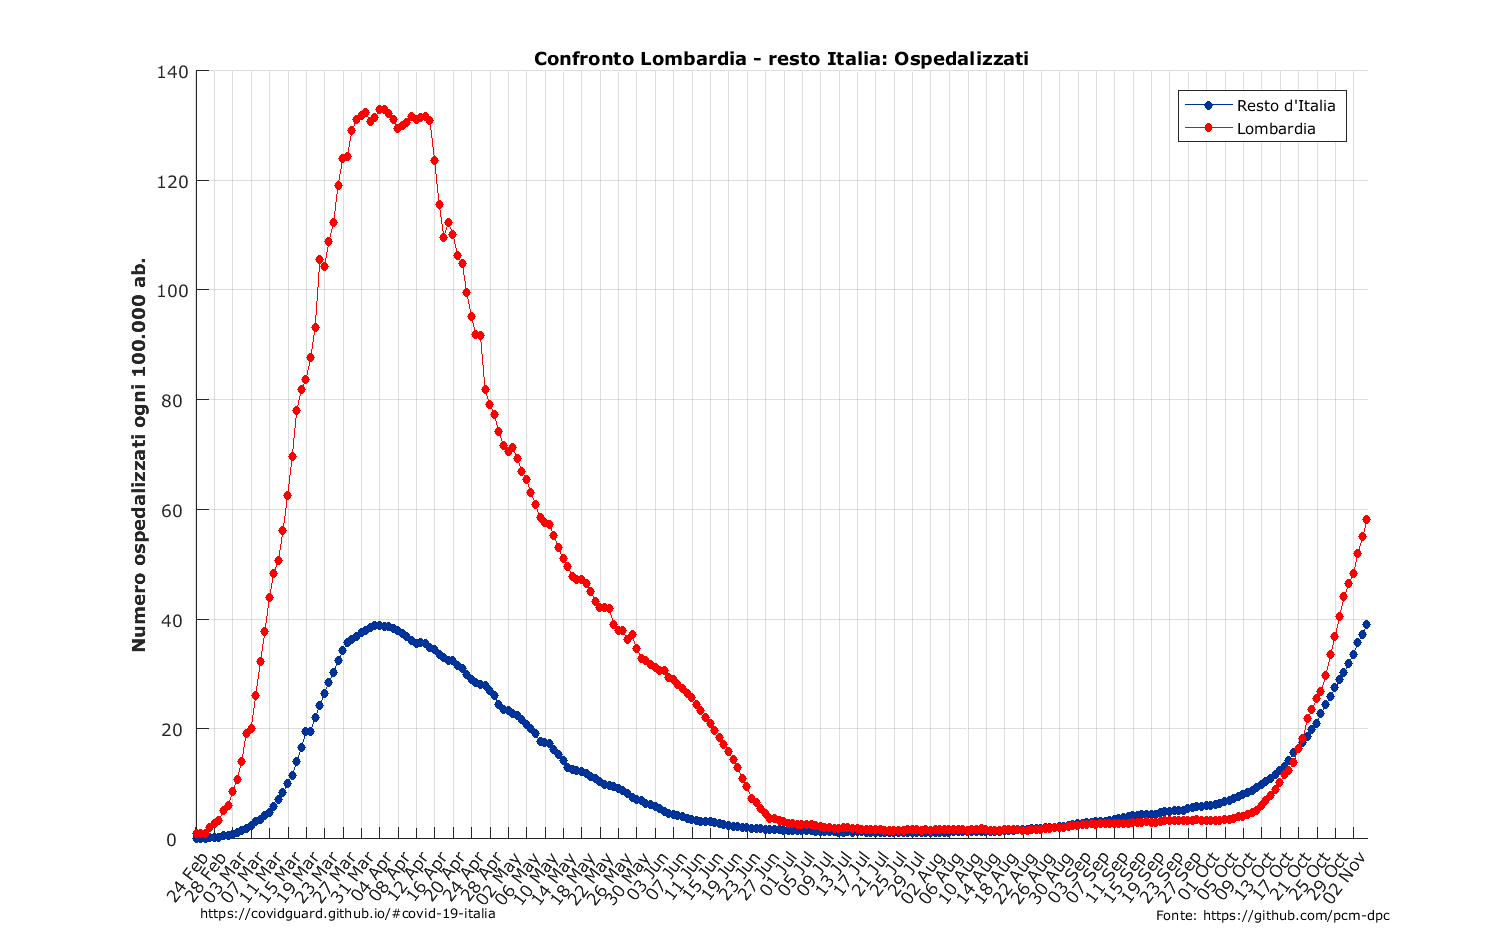 Confronto Lombardia - resto Italia: Ospedalizzati
Numero ospedalizzati ogni 100.000 ab.
140
120
100
80
60
40
20
0
Resto d'Italia
Lombardia
24 Feb
28 Feb
03 Mar
07 Mar
11 Mar
15 Mar
19 Mar
23 Mar
27 Mar
31 Mar
04 Apr
08 Apr
12 Apr
16 Apr
20 Apr
24 Apr
28 Apr
02 May
06 May
10 May
14 May
18 May
22 May
26 May
30 May
03 Jun
07 Jun
11 Jun
15 Jun
19 Jun
23 Jun
27 Jun
01 Jul
05 Jul
09 Jul
13 Jul
17 Jul
21 Jul
25 Jul
29 Jul
02 Aug
06 Aug
10 Aug
14 Aug
18 Aug
22 Aug
26 Aug
30 Aug
03 Sep
07 Sep
11 Sep
15 Sep
19 Sep
23 Sep
27 Sep
01 Oct
05 Oct
09 Oct
13 Oct
17 Oct
21 Oct
25 Oct
29 Oct
02 Nov
https://covidguard.github.io/#covid-19-italia
Fonte: https://github.com/pcm-dpc